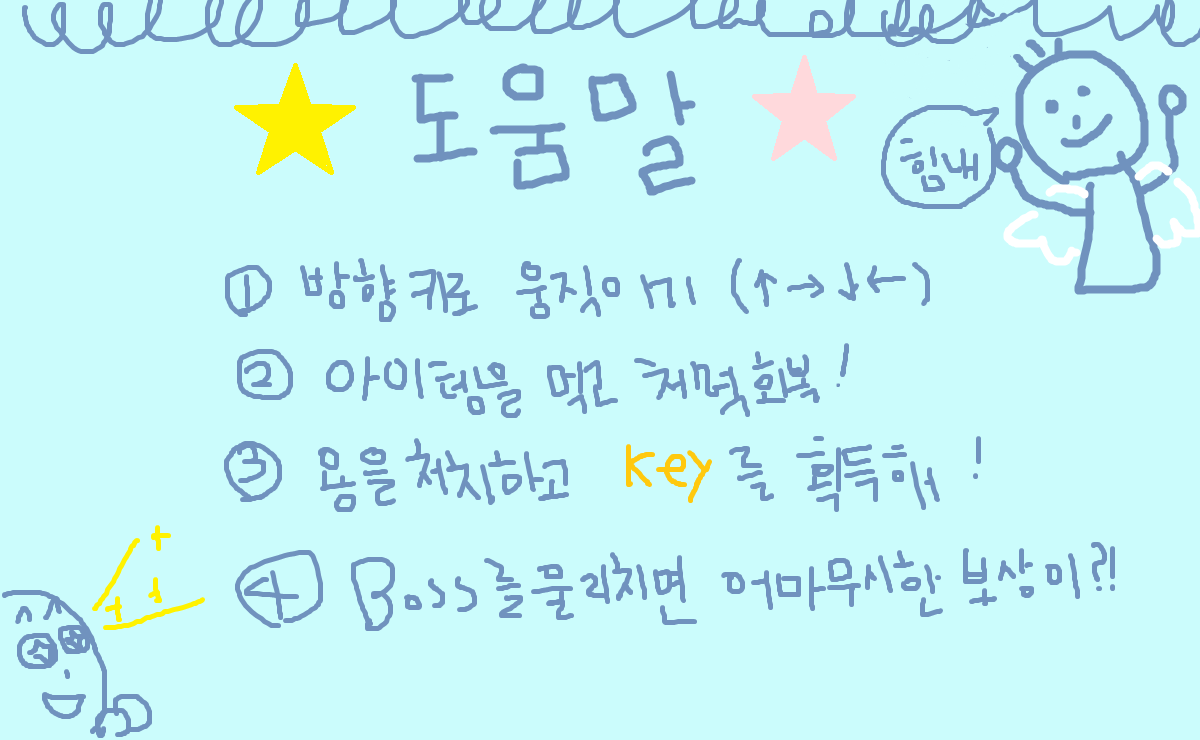 도움말
힘내
① 방향키로 움직이기 (↑→↓←)
② 아이템을 먹고 체력회복!
③ 용을 처치하고 key를 획득해!
④ Boss를 물리치면 어마무시한 보상이?!